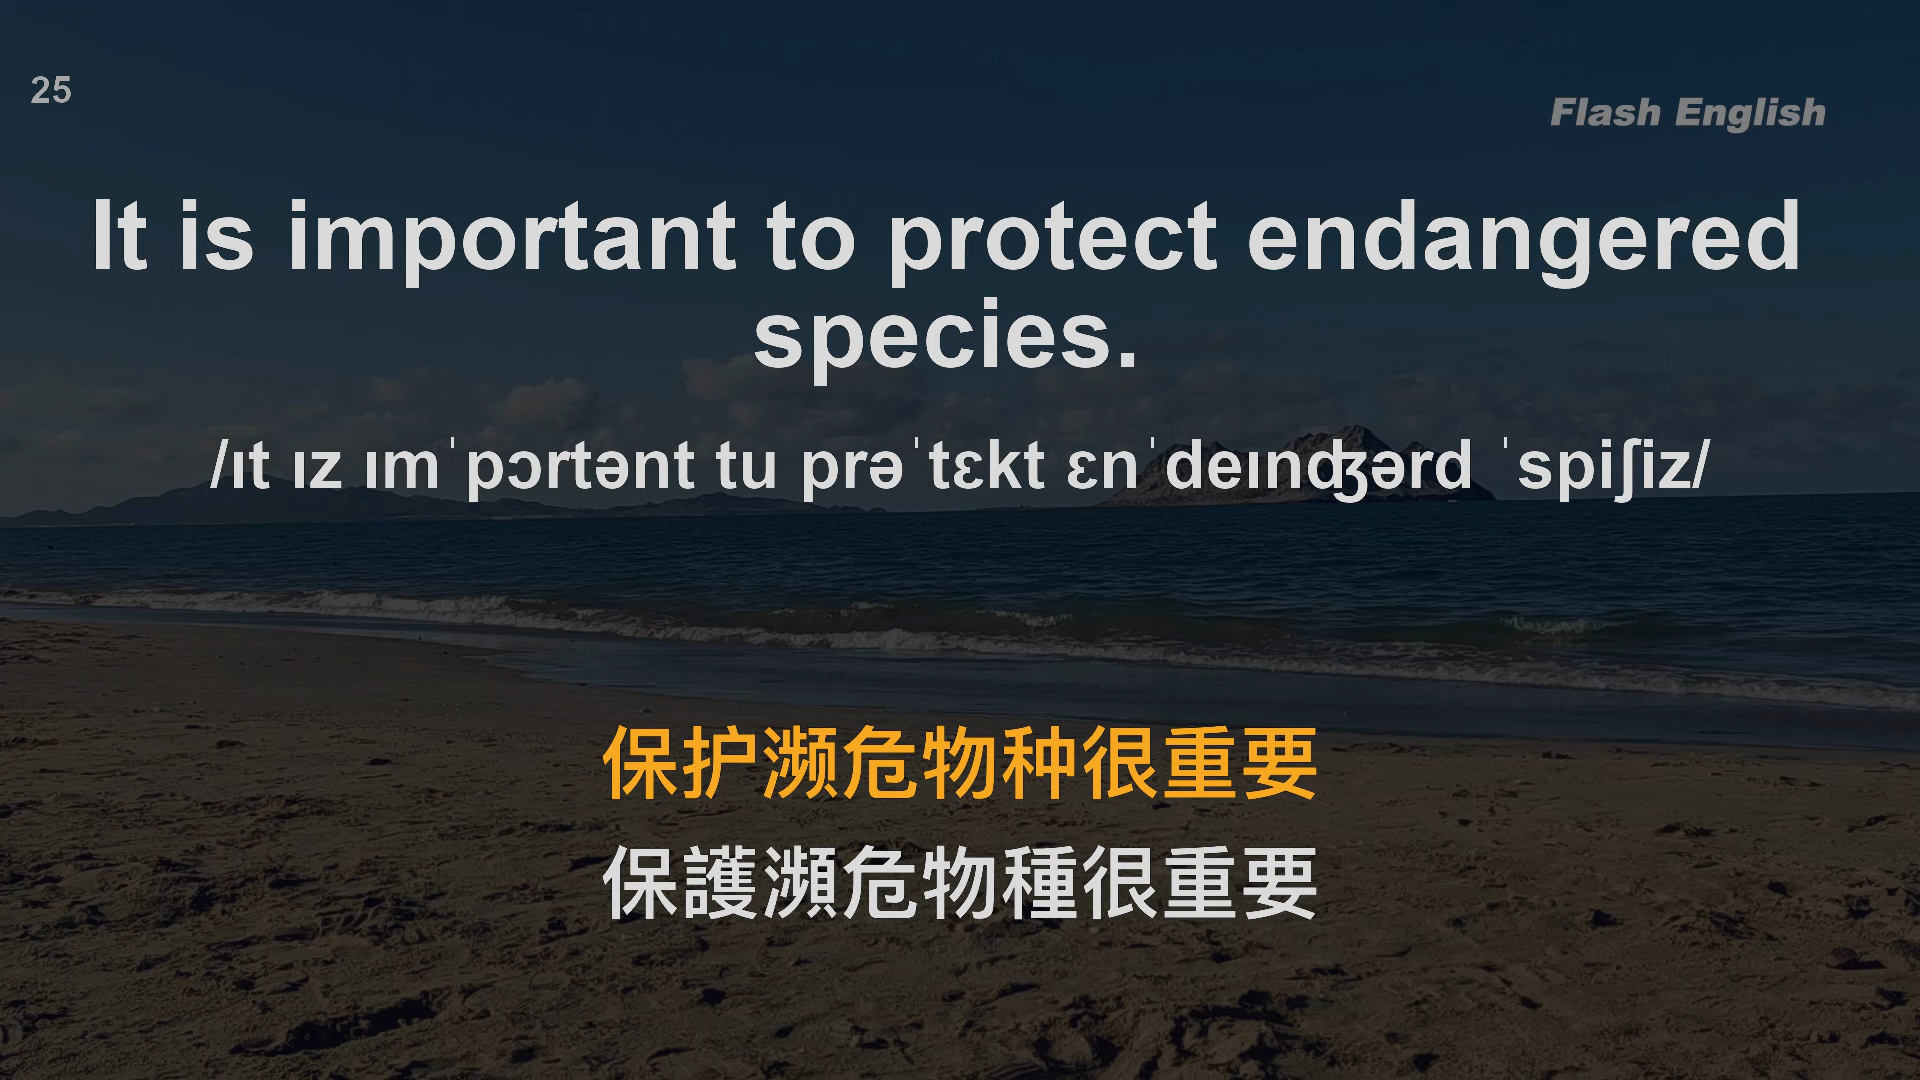 25
Flash English
It is important to protect endangered
species.
/ɪt ɪz ɪmˈpɔrtənt tu prəˈtɛkt ɛnˈdeɪnʤərd ˈspiʃiz/
保护濒危物种很重要
保護瀕危物種很重要